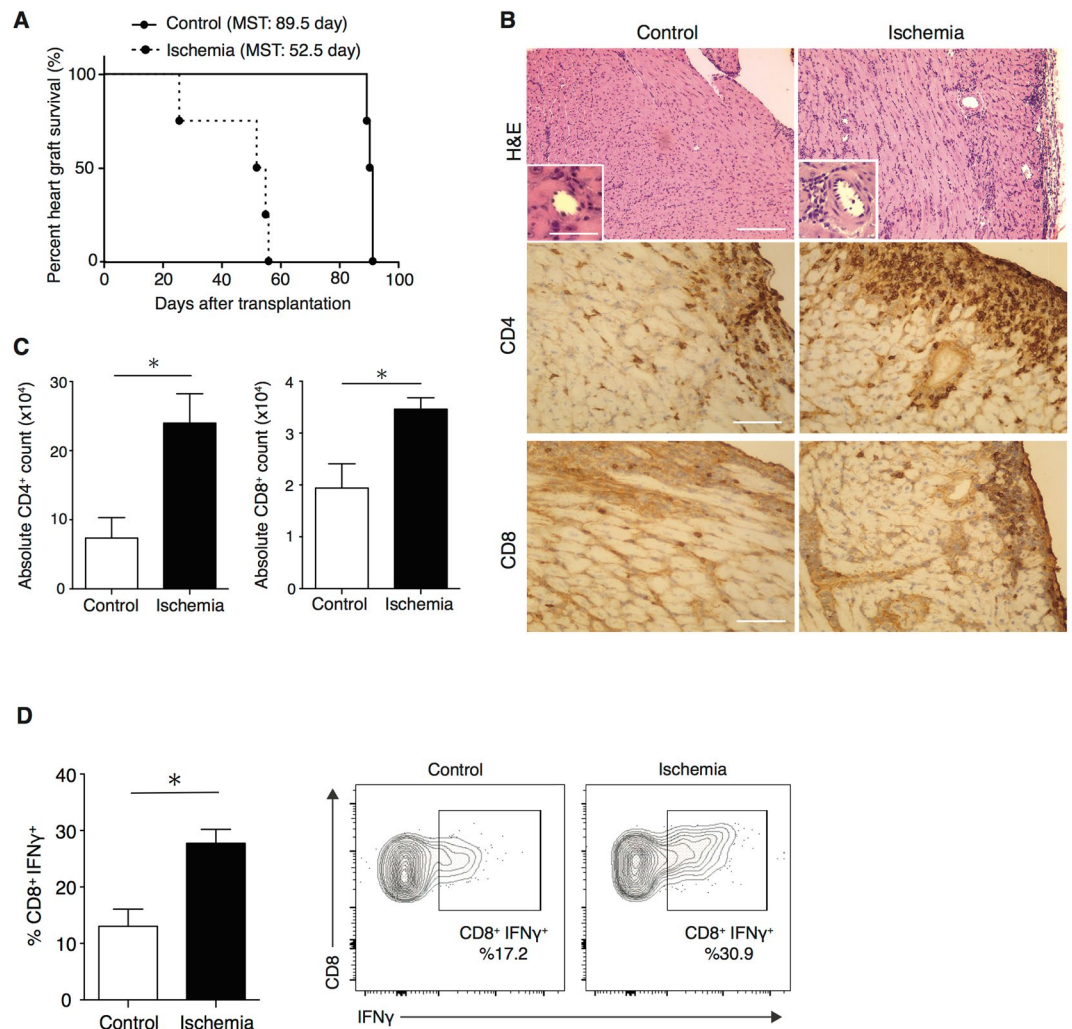 A
Control (MST: 89.5 day)
Ischemia (MST: 52.5 day)
Percent heart graft survival (%)
100
50
0
0 20 40 60 80 100
Days after transplantation
B
Control Ischemia
H&E
CD4
CD8
C
*
Absolute CD4⁺ count (x10⁴)
30
20
10
0
Control Ischemia
*
Absolute CD8⁺ count (x10⁴)
4
3
2
1
0
Control Ischemia
D
*
% CD8⁺ IFNγ⁺
40
30
20
10
0
Control Ischemia
Control Ischemia
CD8
CD8⁺ IFNγ⁺
%17.2
CD8⁺ IFNγ⁺
%30.9
IFNγ